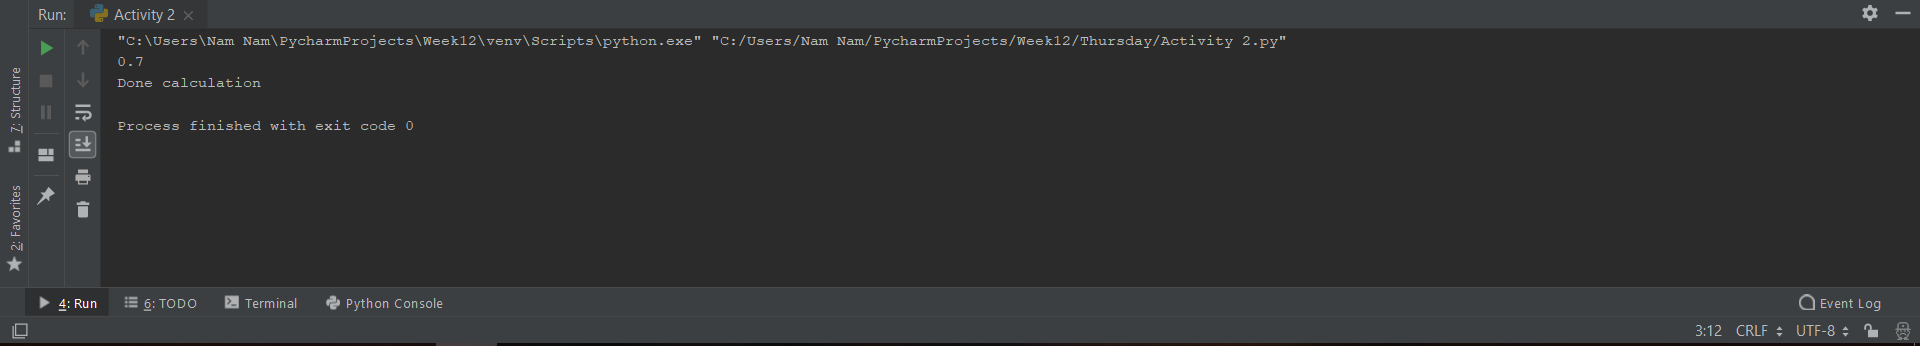 Run: Activity 2
"C:\Users\Nam Nam\PycharmProjects\Week12\venv\Scripts\python.exe" "C:/Users/Nam Nam/PycharmProjects/Week12/Thursday/Activity 2.py"
0.7
Done calculation
Process finished with exit code 0
7: Structure
2: Favorites
4: Run 6: TODO Terminal Python Console Event Log
3:12 CRLF UTF-8